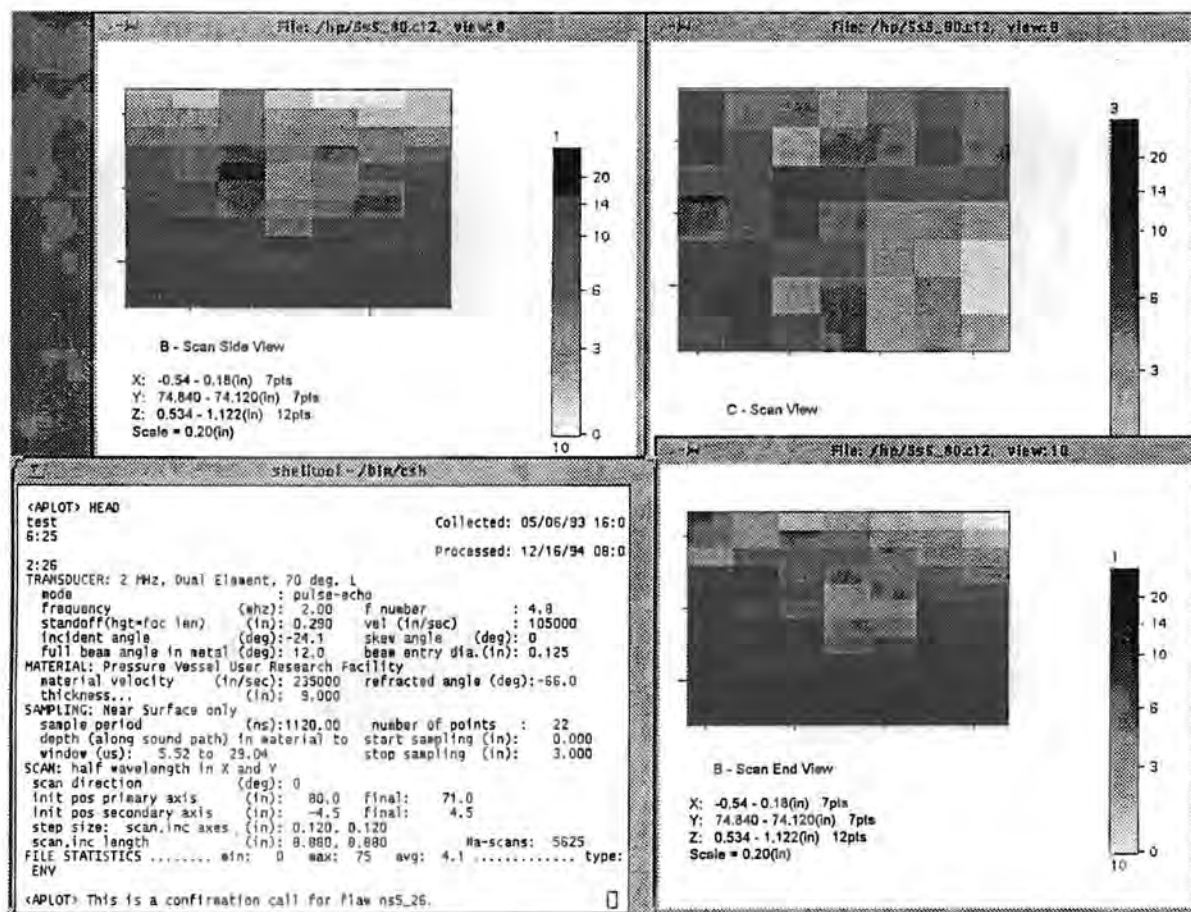 File: /hp/SsS_80.c12, view: 8
1
20
14
10
6
3
0
10
B - Scan Side View
X: -0.54 - 0.18(in) 7pts
Y: 74.840 - 74.120(in) 7pts
Z: 0.534 - 1.122(in) 12pts
Scale = 0.20(in)
File: /hp/SsS_80.c12, view: 9
3
20
14
10
6
3
C - Scan View
shelltool - /bin/csh
<APLOT> HEAD
test Collected: 05/06/93 16:0
6:25
Processed: 12/16/94 08:0
2:26
TRANSDUCER: 2 MHz, Dual Element, 70 deg. L
mode : pulse-echo
frequency (mhz): 2.00 f number : 4.8
standoff(hgt=foc len) (in): 0.290 vel (in/sec) : 105000
incident angle (deg):-24.1 skew angle (deg): 0
full beam angle in metal (deg): 12.0 beam entry dia.(in): 0.125
MATERIAL: Pressure Vessel User Research Facility
material velocity (in/sec): 235000 refracted angle (deg):-66.0
thickness... (in): 9.000
SAMPLING: Near Surface only
sample period (ns):1120.00 number of points : 22
depth (along sound path) in material to start sampling (in): 0.000
window (us): 5.52 to 29.04 stop sampling (in): 3.000
SCAN: half wavelength in X and Y
scan direction (deg): 0
init pos primary axis (in): 80.0 final: 71.0
init pos secondary axis (in): -4.5 final: 4.5
step size: scan,inc axes (in): 0.120, 0.120
scan,inc length (in): 8.880, 8.880 #a-scans: 5625
FILE STATISTICS ........ min: 0 max: 75 avg: 4.1 ............. type:
ENV
<APLOT> This is a confirmation call for flaw ns5_26.
File: /hp/SsS_80.c12, view: 10
1
20
14
10
6
3
0
10
B - Scan End View
X: -0.54 - 0.18(in) 7pts
Y: 74.840 - 74.120(in) 7pts
Z: 0.534 - 1.122(in) 12pts
Scale = 0.20(in)